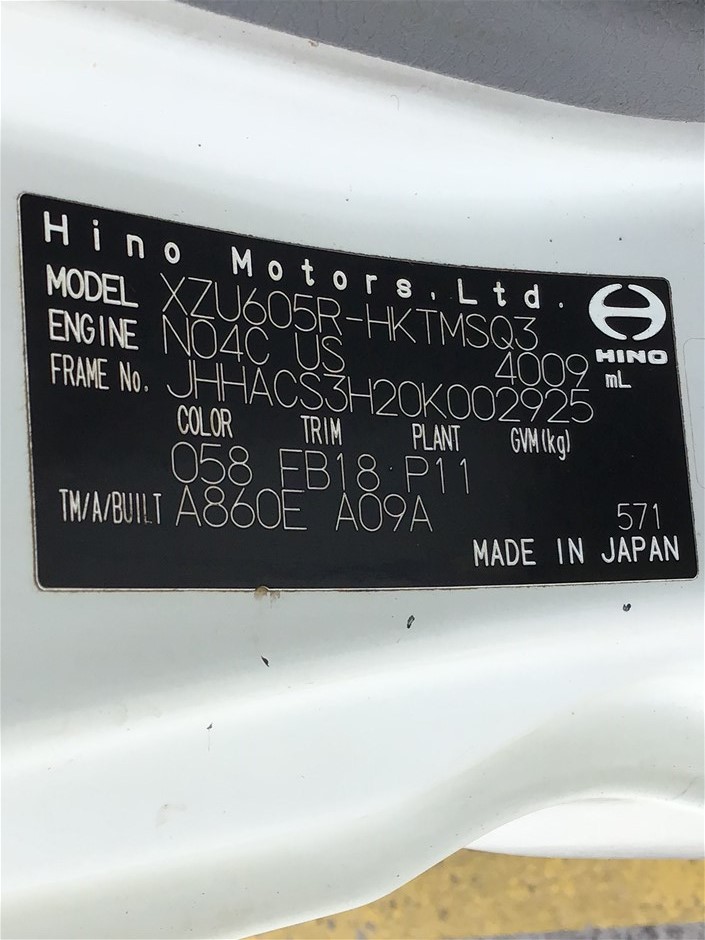 Hino Motors,Ltd.
HINO
MODEL XZU605R-HKTMSQ3
ENGINE N04C US 4009 mL
FRAME No. JHHACS3H20K002925
COLOR TRIM PLANT GVM(kg)
058 FB18 P11
TM/A/BUILT A860E A09A 571
MADE IN JAPAN